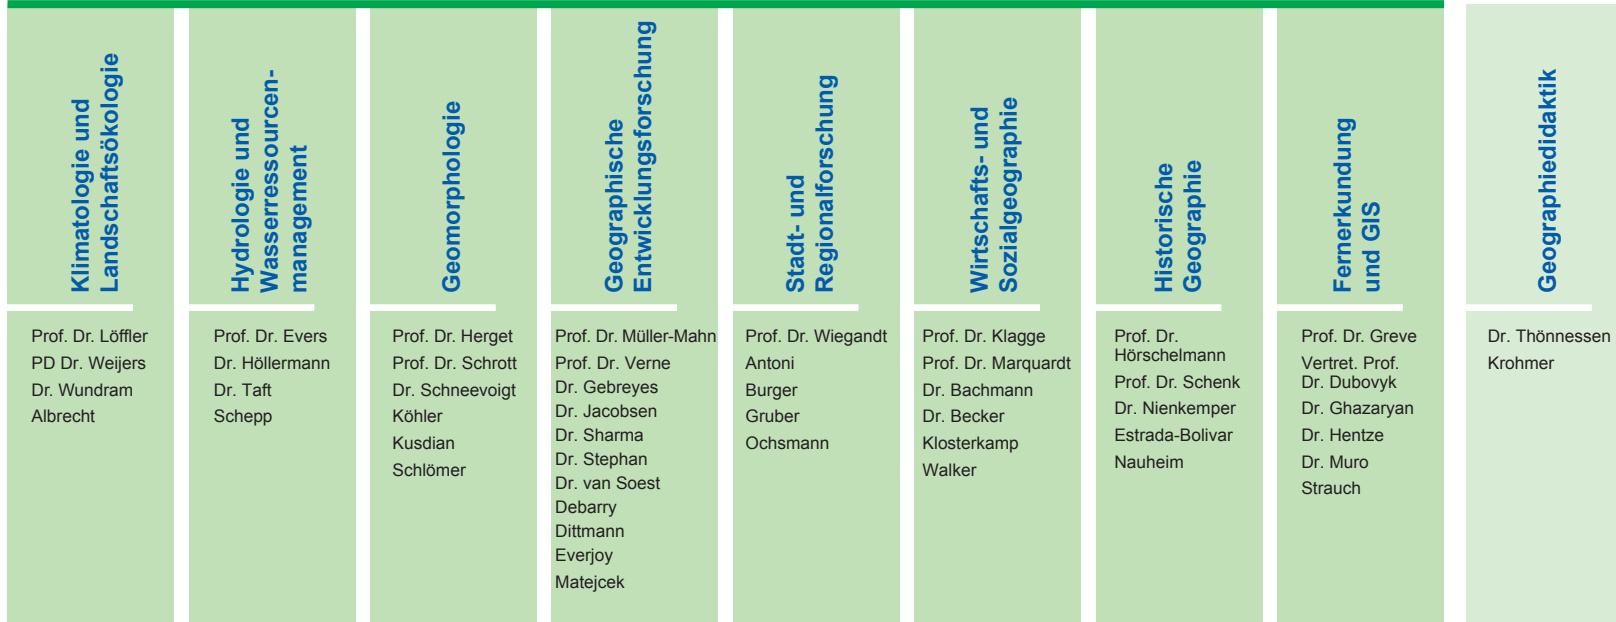 Klimatologie und
Landschaftsökologie
Prof. Dr. Löffler
PD Dr. Weijers
Dr. Wundram
Albrecht
Hydrologie und
Wasserressourcen-
management
Prof. Dr. Evers
Dr. Höllermann
Dr. Taft
Schepp
Geomorphologie
Prof. Dr. Herget
Prof. Dr. Schrott
Dr. Schneevoigt
Köhler
Kusdian
Schlömer
Geographische
Entwicklungsforschung
Prof. Dr. Müller-Mahn
Prof. Dr. Verne
Dr. Gebreyes
Dr. Jacobsen
Dr. Sharma
Dr. Stephan
Dr. van Soest
Debarry
Dittmann
Everjoy
Matejcek
Stadt- und
Regionalforschung
Prof. Dr. Wiegandt
Antoni
Burger
Gruber
Ochsmann
Wirtschafts- und
Sozialgeographie
Prof. Dr. Klagge
Prof. Dr. Marquardt
Dr. Bachmann
Dr. Becker
Klosterkamp
Walker
Historische
Geographie
Prof. Dr.
Hörschelmann
Prof. Dr. Schenk
Dr. Nienkemper
Estrada-Bolivar
Nauheim
Fernerkundung
und GIS
Prof. Dr. Greve
Vertret. Prof.
Dr. Dubovyk
Dr. Ghazaryan
Dr. Hentze
Dr. Muro
Strauch
Geographiedidaktik
Dr. Thönnessen
Krohmer